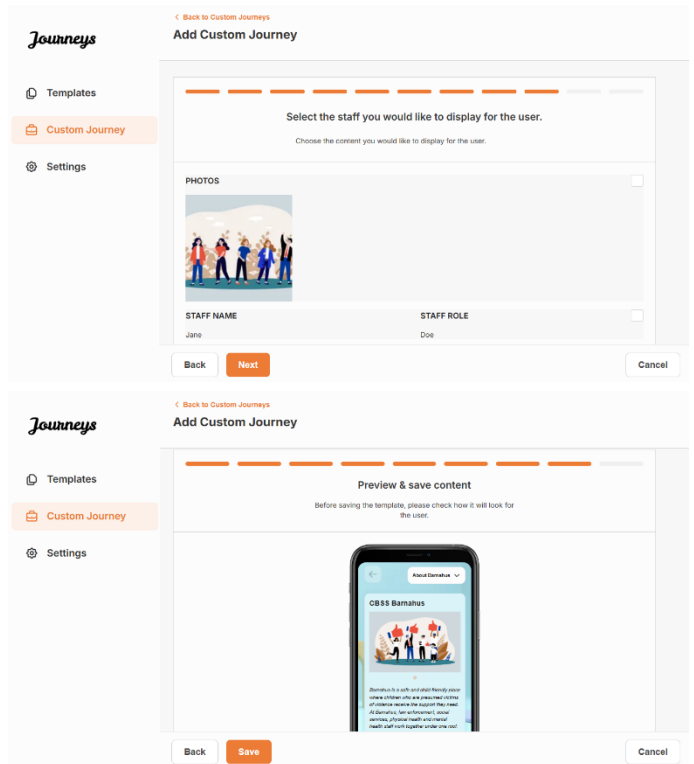 Journeys
Templates
Custom Journey
Settings
Back to Custom Journeys
Add Custom Journey
Select the staff you would like to display for the user.
Choose the content you would like to display for the user.
PHOTOS
STAFF NAME
STAFF ROLE
Jane
Doe
Back
Next
Cancel
Journeys
Templates
Custom Journey
Settings
Back to Custom Journeys
Add Custom Journey
Preview & save content
Before saving the template, please check how it will look for
the user.
About Barnahus
CBSS Barnahus
Barnahus is a safe and child friendly place
where children who are presumed victims
of violence receive the support they need.
At Barnahus, law enforcement, social
services, physical health and mental
health staff work together under one roof.
Back
Save
Cancel